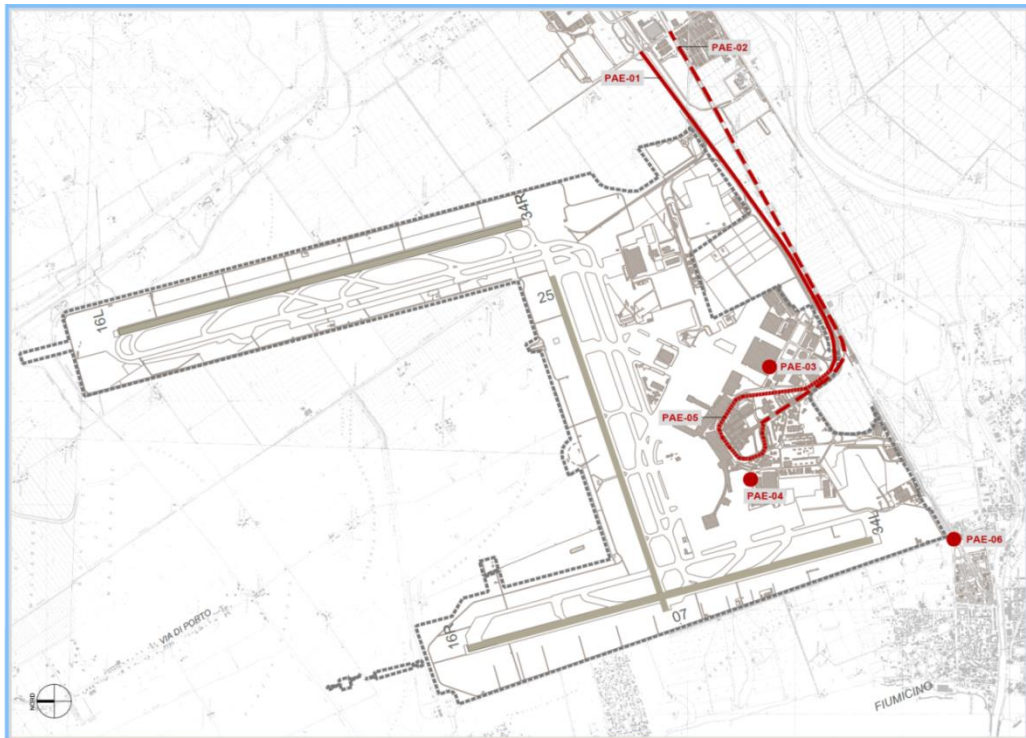 PAE-02
PAE-01
34R
25
16L
PAE-03
PAE-05
PAE-04
34L
PAE-06
07
16R
VIA DI PORTO
FIUMICINO
NORD